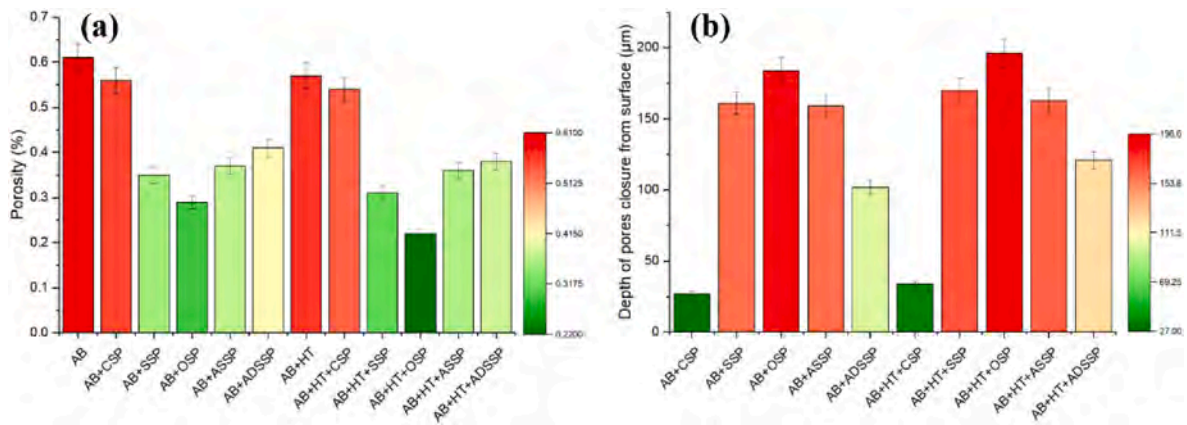 (a)
Porosity (%)
0.7
0.6
0.5
0.4
0.3
0.2
0.1
0.0
AB
AB+CSP
AB+SSP
AB+OSP
AB+ASSP
AB+ADSSP
AB+HT
AB+HT+CSP
AB+HT+SSP
AB+HT+OSP
AB+HT+ASSP
AB+HT+ADSSP
0.6100
0.5125
0.4150
0.3175
0.2200
(b)
Depth of pores closure from surface (µm)
200
150
100
50
0
AB+CSP
AB+SSP
AB+OSP
AB+ASSP
AB+ADSSP
AB+HT+CSP
AB+HT+SSP
AB+HT+OSP
AB+HT+ASSP
AB+HT+ADSSP
196.0
153.8
111.5
69.25
27.00